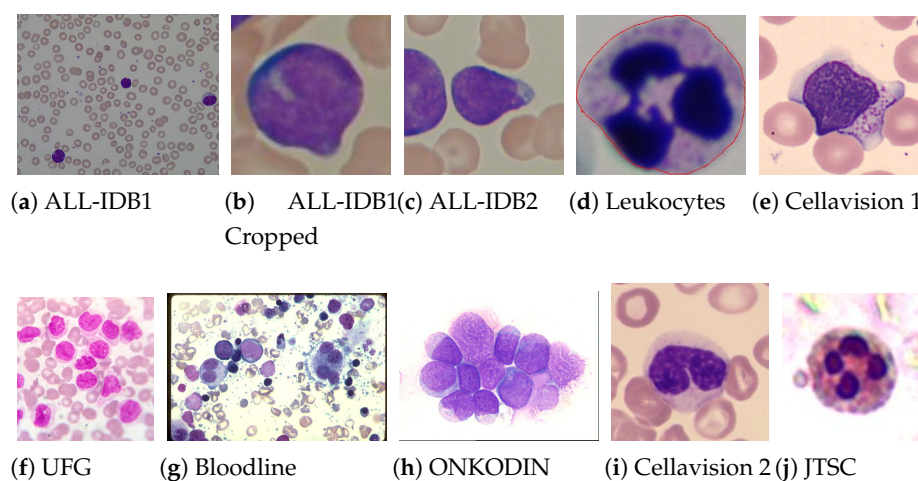 (a) ALL-IDB1
(b) ALL-IDB1
Cropped
(c) ALL-IDB2
(d) Leukocytes
(e) Cellavision 1
(f) UFG
(g) Bloodline
(h) ONKODIN
(i) Cellavision 2
(j) JTSC